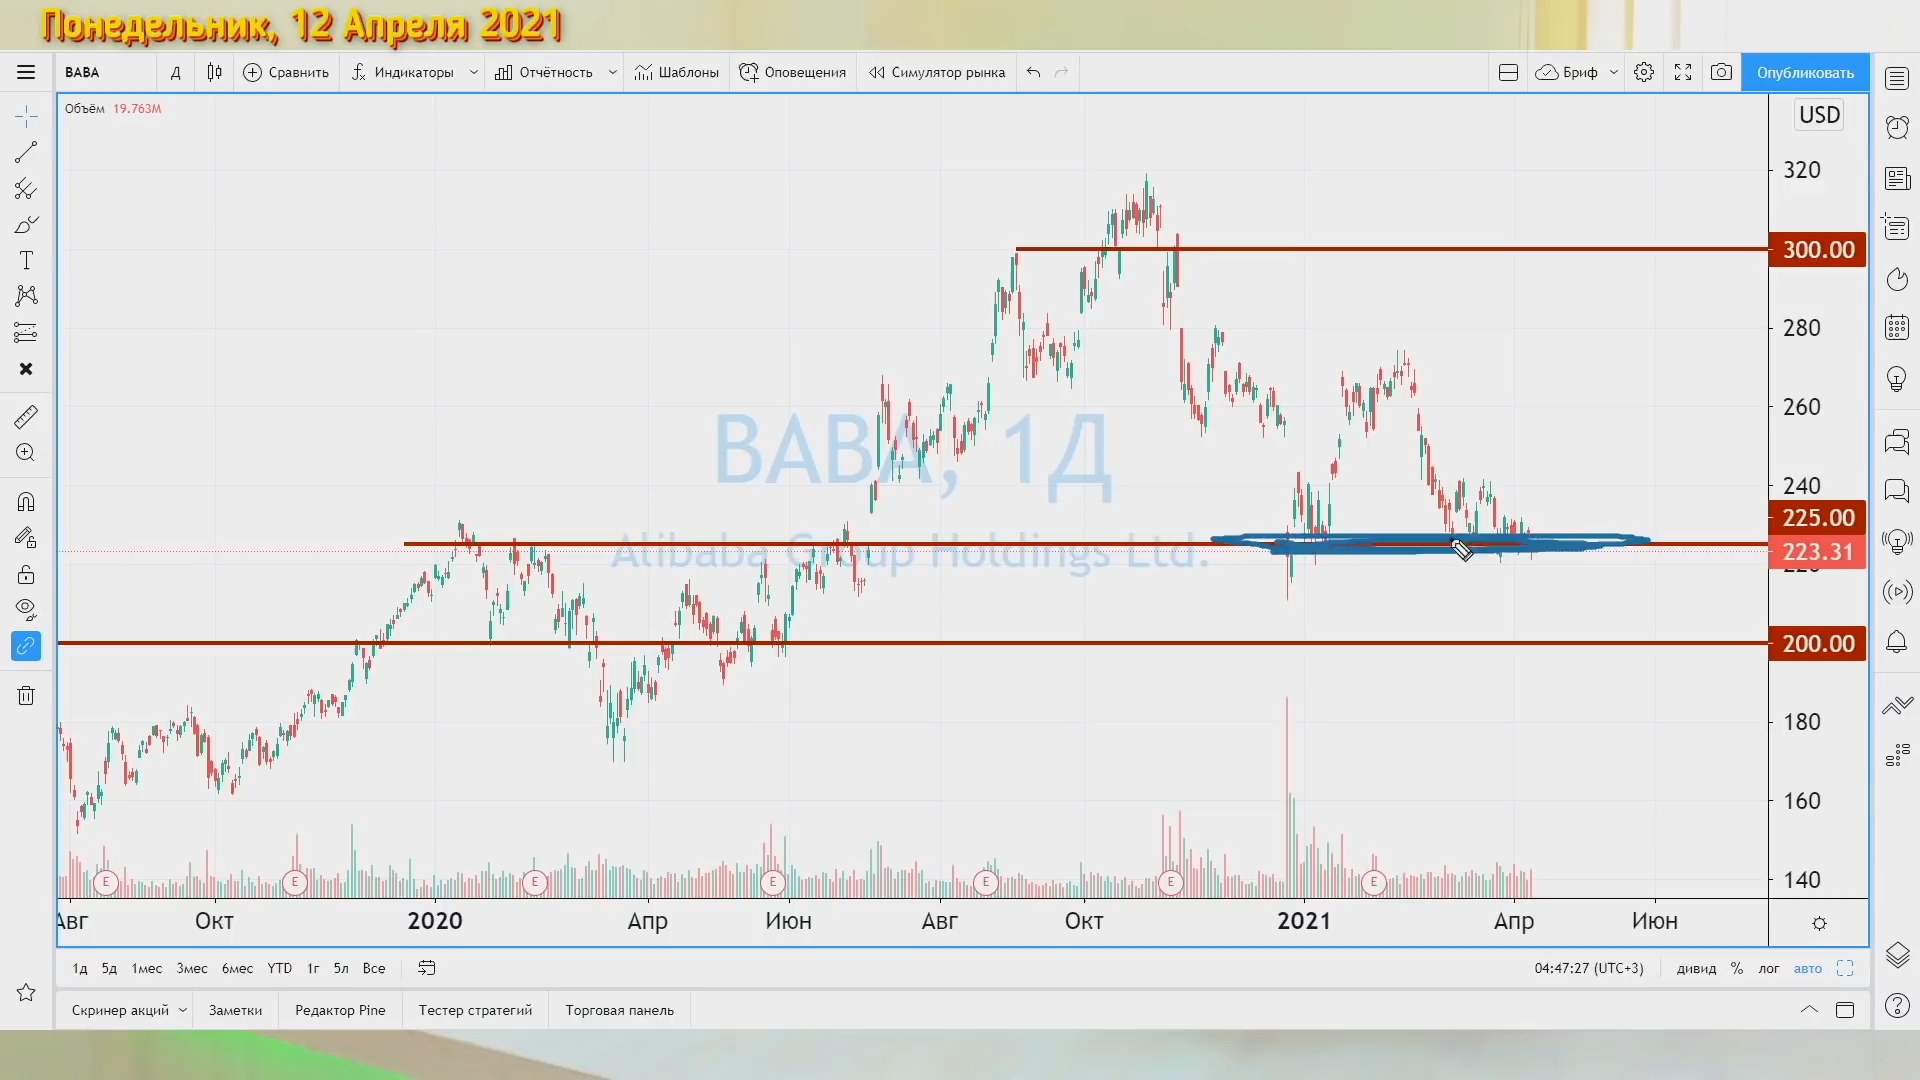 Понедельник, 12 Апреля 2021
BABA Д Сравнить Индикаторы Отчётность Шаблоны Оповещения Симулятор рынка Бриф Опубликовать
Объём 19.763M
USD
320
300.00
280
260
BABA, 1Д
240
225.00
Alibaba Group Holdings Ltd.
223.31
200.00
180
160
E E E E E E E
140
Авг Окт 2020 Апр Июн Авг Окт 2021 Апр Июн
1д 5д 1мес 3мес 6мес YTD 1г 5л Все 04:47:27 (UTC+3) дивид % лог авто
Скринер акций Заметки Редактор Pine Тестер стратегий Торговая панель